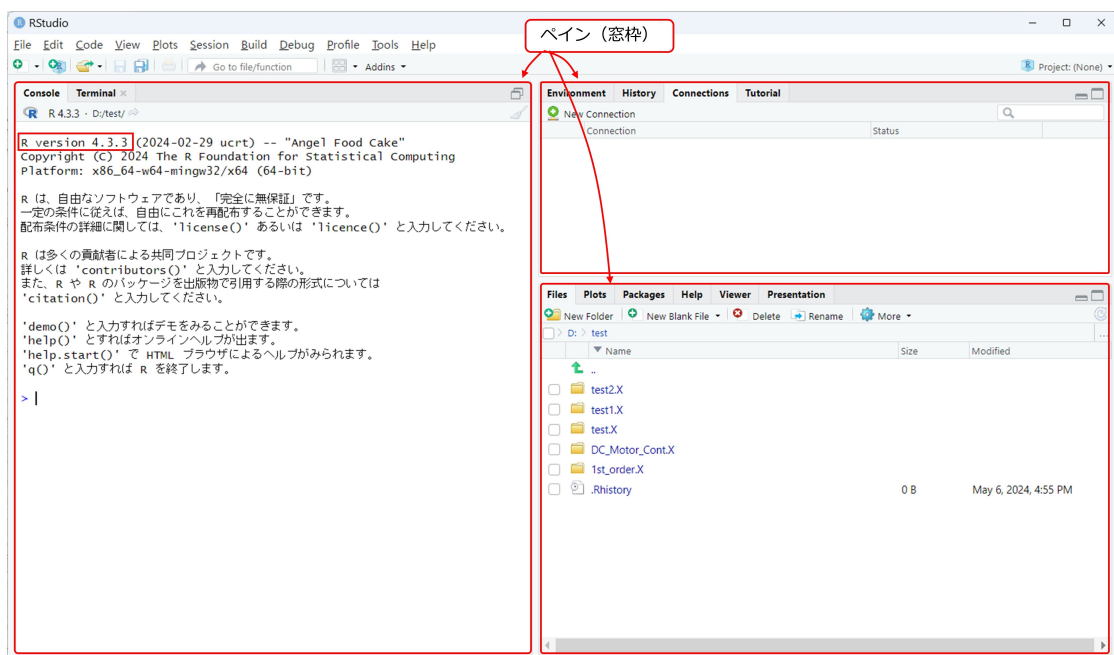 RStudio
ペイン（窓枠）
File Edit Code View Plots Session Build Debug Profile Tools Help
Go to file/function Addins Project: (None)
Console Terminal
R 4.3.3 · D:/test/
R version 4.3.3 (2024-02-29 ucrt) -- "Angel Food Cake"
Copyright (C) 2024 The R Foundation for Statistical Computing
Platform: x86_64-w64-mingw32/x64 (64-bit)
R は、自由なソフトウェアであり、「完全に無保証」です。
一定の条件に従えば、自由にこれを再配布することができます。
配布条件の詳細に関しては、'license()' あるいは 'licence()' と入力してください。
R は多くの貢献者による共同プロジェクトです。
詳しくは 'contributors()' と入力してください。
また、R や R のパッケージを出版物で引用する際の形式については
'citation()' と入力してください。
'demo()' と入力すればデモをみることができます。
'help()' とすればオンラインヘルプが出ます。
'help.start()' で HTML ブラウザによるヘルプがみられます。
'q()' と入力すれば R を終了します。
>
Environment History Connections Tutorial
New Connection
Connection Status
Files Plots Packages Help Viewer Presentation
New Folder New Blank File Delete Rename More
D: test
Name Size Modified
..
test2.X
test1.X
test.X
DC_Motor_Cont.X
1st_order.X
.Rhistory 0 B May 6, 2024, 4:55 PM